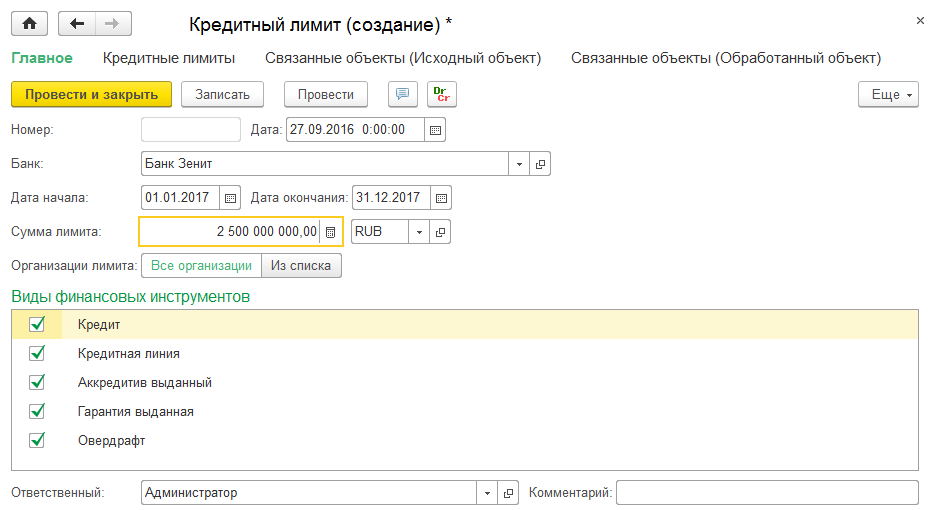 Кредитный лимит (создание) *
Главное Кредитные лимиты Связанные объекты (Исходный объект) Связанные объекты (Обработанный объект)
Провести и закрыть Записать Провести Dr Cr Еще
Номер: Дата: 27.09.2016 0:00:00
Банк: Банк Зенит
Дата начала: 01.01.2017 Дата окончания: 31.12.2017
Сумма лимита: 2 500 000 000,00 RUB
Организации лимита: Все организации Из списка
Виды финансовых инструментов
Кредит
Кредитная линия
Аккредитив выданный
Гарантия выданная
Овердрафт
Ответственный: Администратор Комментарий: